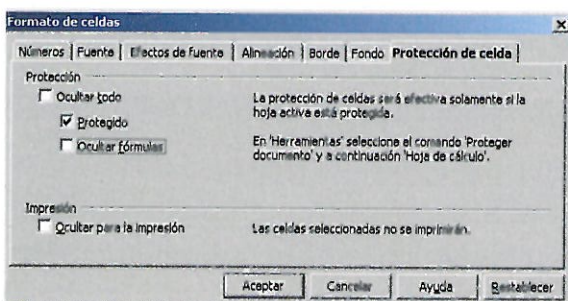 Formato de celdas
Números Fuente Efectos de fuente Alineación Borde Fondo Protección de celda
Protección
Ocultar todo
La protección de celdas será efectiva solamente si la
hoja activa está protegida.
Protegido
Ocultar fórmulas
En 'Herramientas' seleccione el comando 'Proteger
documento' y a continuación 'Hoja de cálculo'.
Impresión
Ocultar para la impresión
Las celdas seleccionadas no se imprimirán.
Aceptar Cancelar Ayuda Restablecer